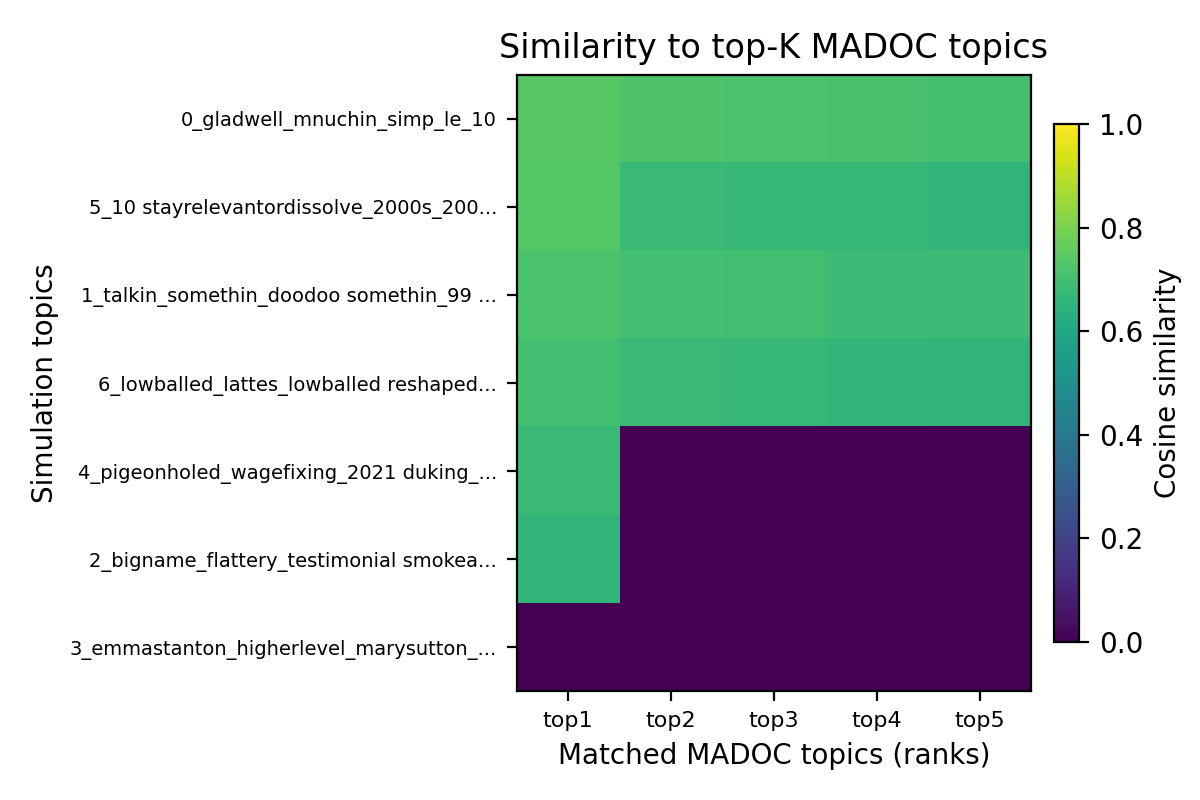 Similarity to top-K MADOC topics
0_gladwell_mnuchin_simp_le_10
5_10 stayrelevantordissolve_2000s_200...
1_talkin_somethin_doodoo somethin_99 ...
6_lowballed_lattes_lowballed reshaped...
4_pigeonholed_wagefixing_2021 duking_...
2_bigname_flattery_testimonial smokea...
3_emmastanton_higherlevel_marysutton_...
Simulation topics
top1 top2 top3 top4 top5
Matched MADOC topics (ranks)
1.0
0.8
0.6
0.4
0.2
0.0
Cosine similarity